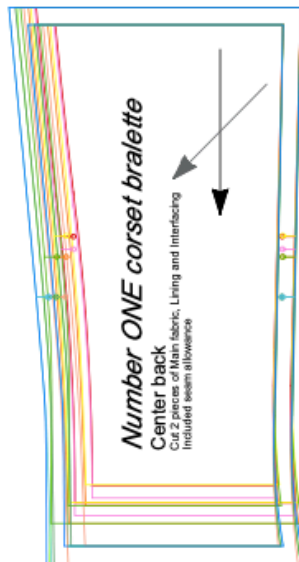 Number ONE corset bralette
Center back
Cut 2 pieces of Main fabric, Lining and Interfacing
Included seam allowance